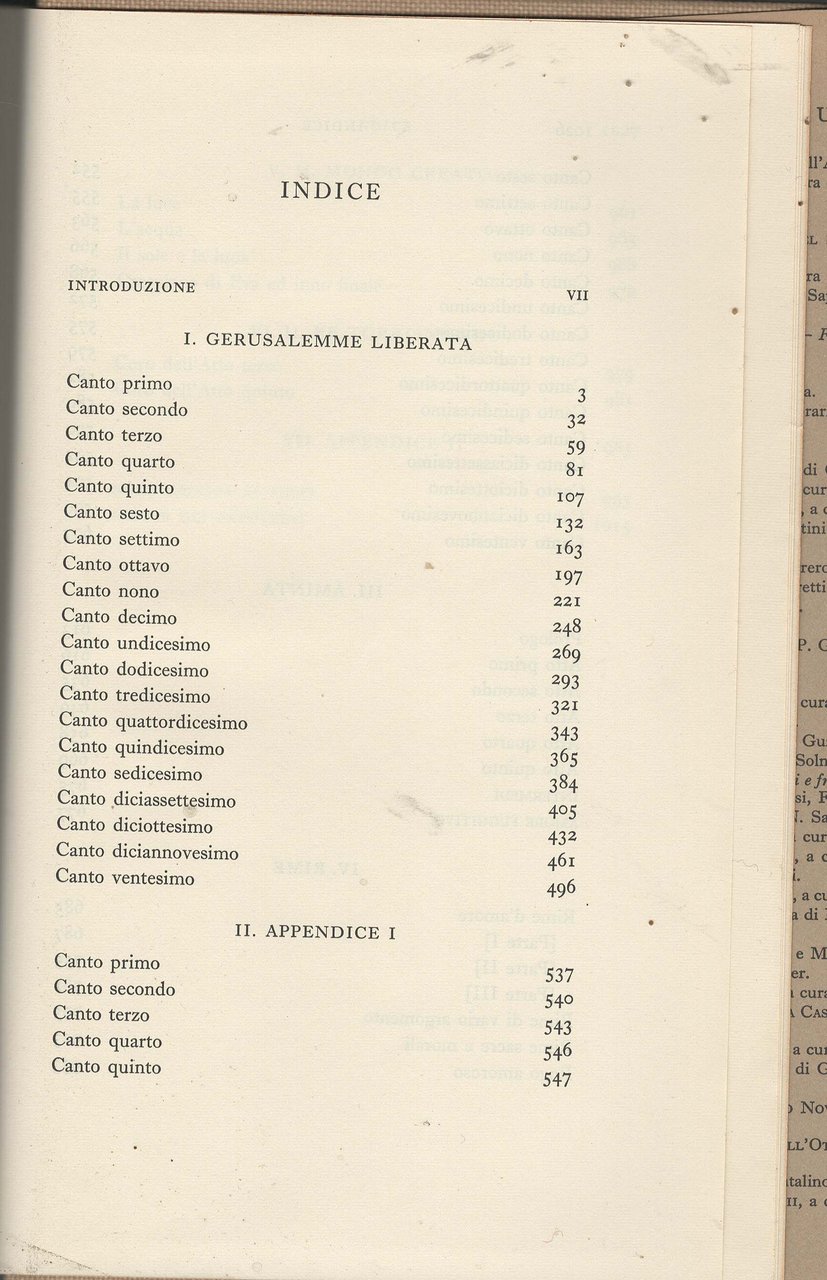 INDICE
INTRODUZIONE VII
I. GERUSALEMME LIBERATA
Canto primo 3
Canto secondo 32
Canto terzo 59
Canto quarto 81
Canto quinto 107
Canto sesto 132
Canto settimo 163
Canto ottavo 197
Canto nono 221
Canto decimo 248
Canto undicesimo 269
Canto dodicesimo 293
Canto tredicesimo 321
Canto quattordicesimo 343
Canto quindicesimo 365
Canto sedicesimo 384
Canto diciassettesimo 405
Canto diciottesimo 432
Canto diciannovesimo 461
Canto ventesimo 496
II. APPENDICE I
Canto primo 537
Canto secondo 540
Canto terzo 543
Canto quarto 546
Canto quinto 547